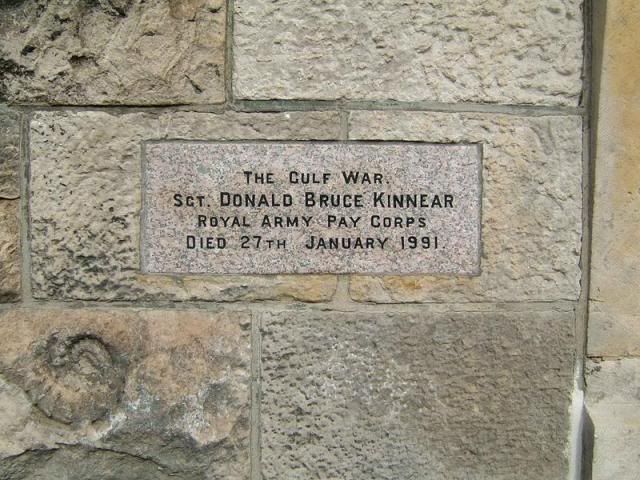 THE GULF WAR.
SGT. DONALD BRUCE KINNEAR
ROYAL ARMY PAY CORPS
DIED 27TH JANUARY 1991